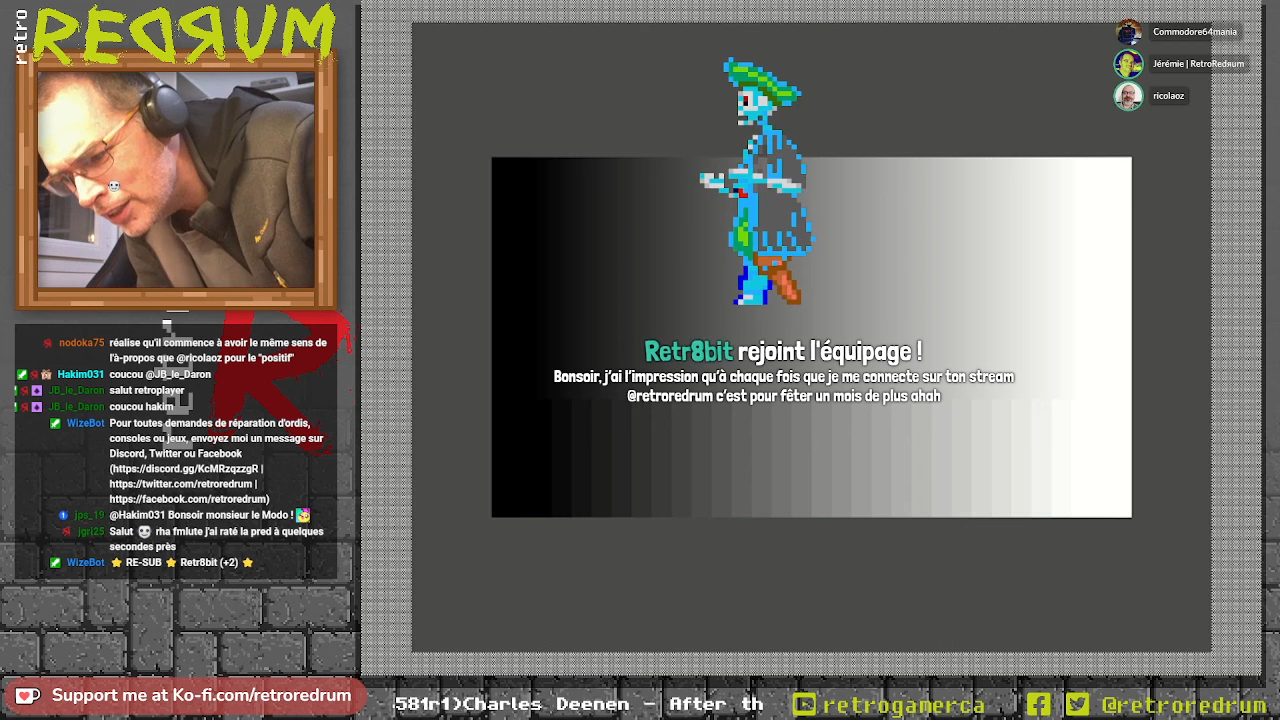 retro
REDRUM
nodoka75 réalise qu'il commence à avoir le même sens de
l'à-propos que @ricolaoz pour le "positif"
Hakim031 coucou @JB_le_Daron
JB_le_Daron salut retroplayer
JB_le_Daron coucou hakim
WizeBot Pour toutes demandes de réparation d'ordis,
consoles ou jeux, envoyez moi un message sur
Discord, Twitter ou Facebook
(https://discord.gg/KcMRzqzzgR |
https://twitter.com/retroredrum |
https://facebook.com/retroredrum)
jps_19 @Hakim031 Bonsoir monsieur le Modo !
jgri25 Salut rha fmlute j'ai raté la pred à quelques
secondes près
WizeBot RE-SUB Retr8bit (+2)
Support me at Ko-fi.com/retroredrum
Commodore64mania
Jérémie | RetroRedяum
ricolaoz
Retr8bit rejoint l'équipage !
Bonsoir, j'ai l'impression qu'à chaque fois que je me connecte sur ton stream
@retroredrum c'est pour fêter un mois de plus ahah
581r1)Charles Deenen - After th
retrogamerca
@retroredrum